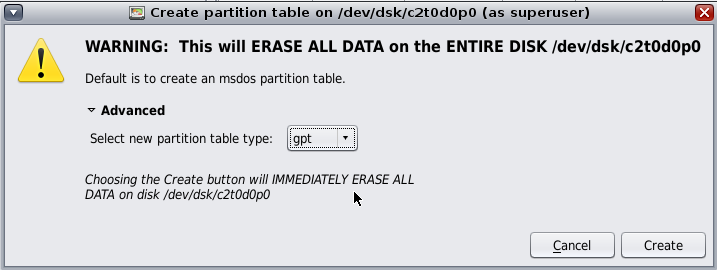 Create partition table on /dev/dsk/c2t0d0p0 (as superuser)
WARNING:  This will ERASE ALL DATA on the ENTIRE DISK /dev/dsk/c2t0d0p0
Default is to create an msdos partition table.
Advanced
Select new partition table type: gpt
Choosing the Create button will IMMEDIATELY ERASE ALL
DATA on disk /dev/dsk/c2t0d0p0
Cancel Create